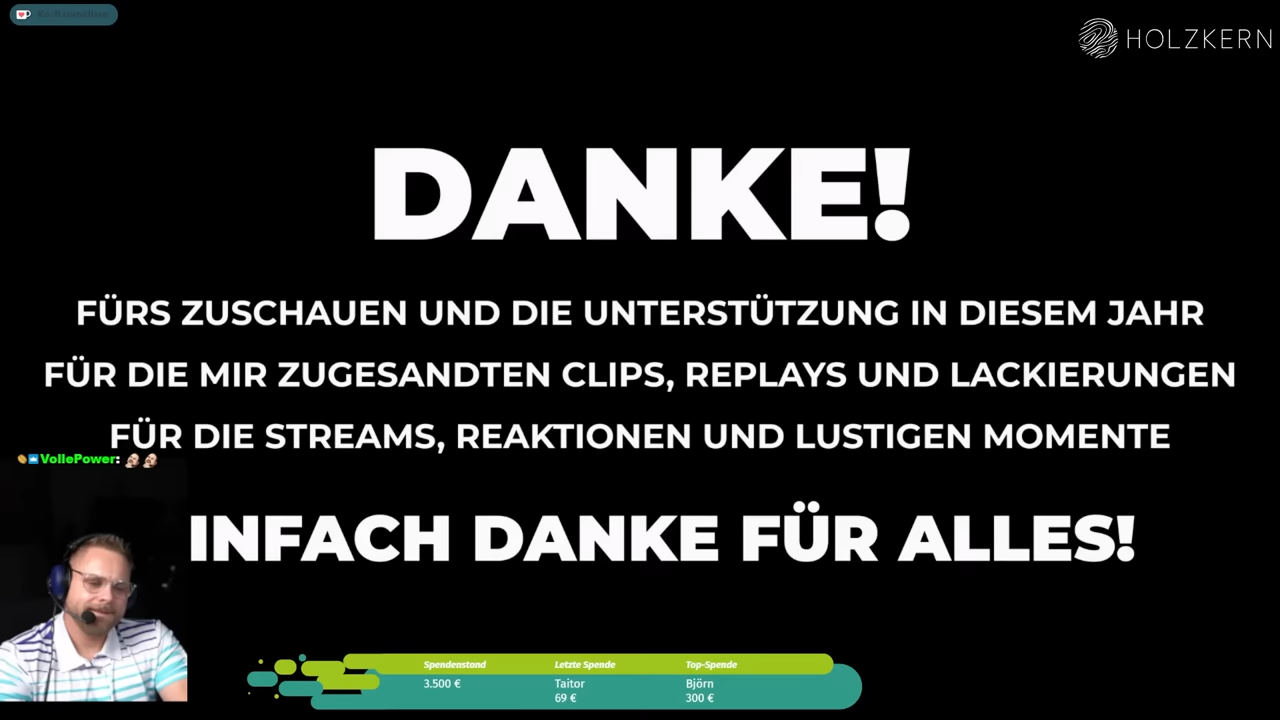 HOLZKERN
DANKE!
FÜRS ZUSCHAUEN UND DIE UNTERSTÜTZUNG IN DIESEM JAHR
FÜR DIE MIR ZUGESANDTEN CLIPS, REPLAYS UND LACKIERUNGEN
FÜR DIE STREAMS, REAKTIONEN UND LUSTIGEN MOMENTE
VollePower:
INFACH DANKE FÜR ALLES!
Spendenstand Letzte Spende Top-Spende
3.500 € Taitor Björn
69 € 300 €